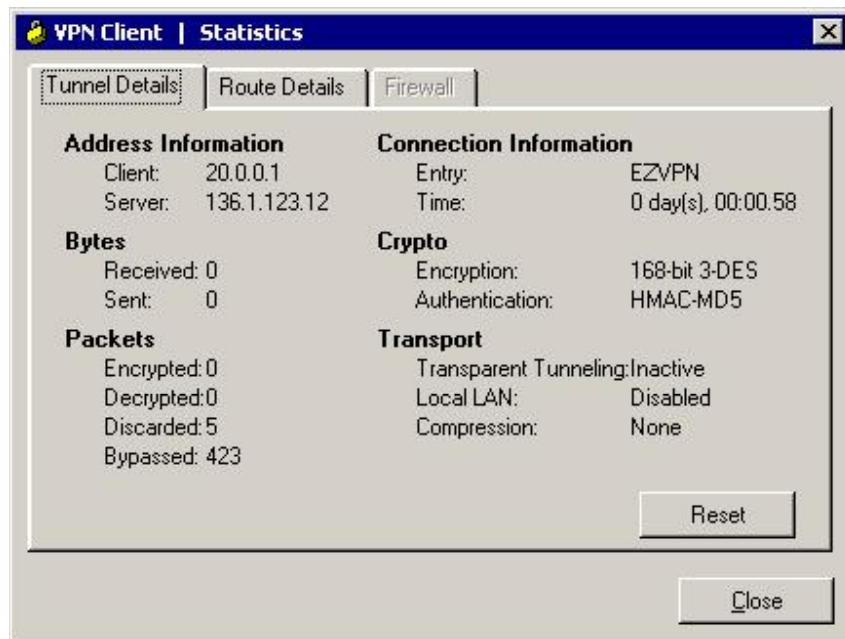 VPN Client | Statistics
Tunnel Details
Route Details
Firewall
Address Information
Client: 20.0.0.1
Server: 136.1.123.12
Bytes
Received: 0
Sent: 0
Packets
Encrypted:0
Decrypted:0
Discarded:5
Bypassed: 423
Connection Information
Entry: EZVPN
Time: 0 day(s), 00:00.58
Crypto
Encryption: 168-bit 3-DES
Authentication: HMAC-MD5
Transport
Transparent Tunneling:Inactive
Local LAN: Disabled
Compression: None
Reset
Close